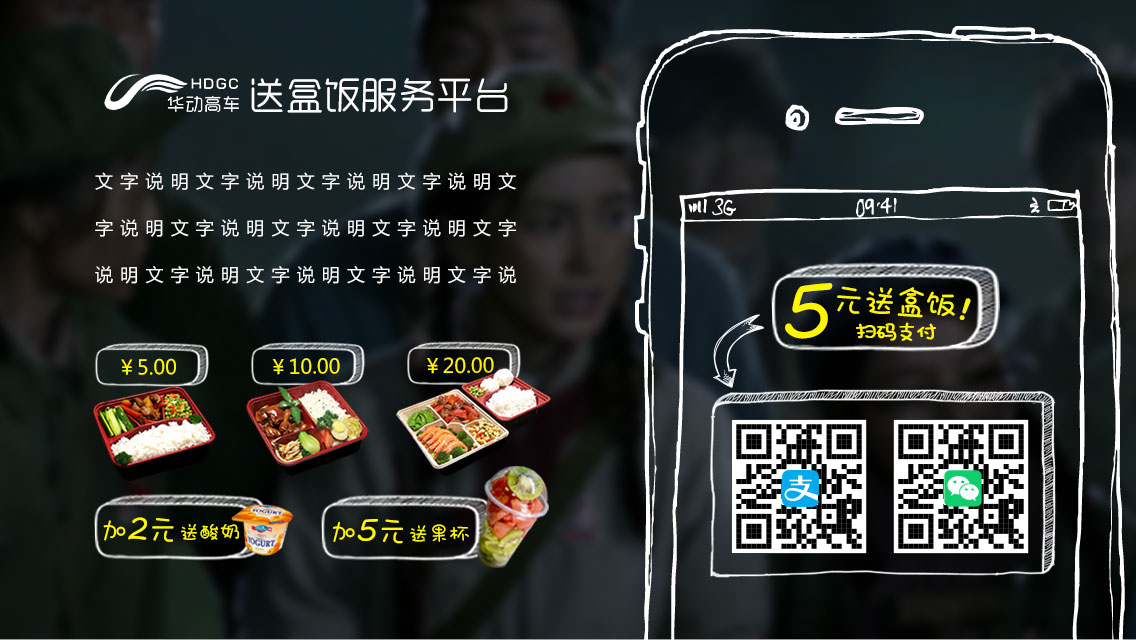 HDGC
华动高车 送盒饭服务平台
文字说明文字说明文字说明文字说明文
字说明文字说明文字说明文字说明文字
说明文字说明文字说明文字说明文字说
¥5.00
¥10.00
¥20.00
加2元 送酸奶
YOGURT
YOGURT
加5元 送果杯
3G 09:41
5元送盒饭!
扫码支付
支